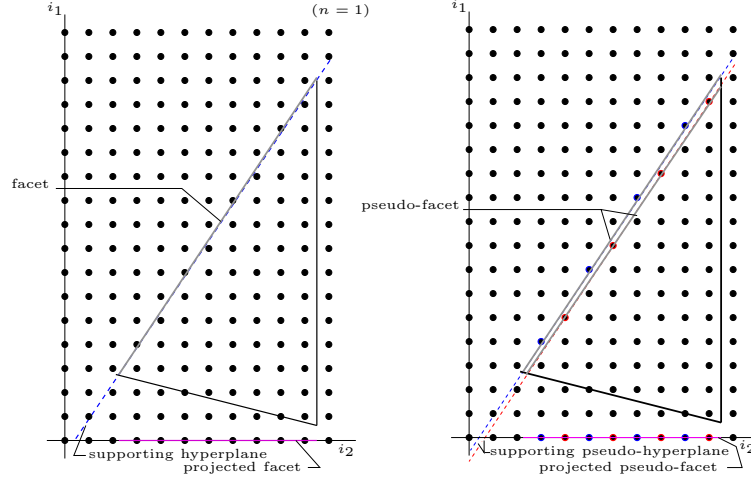 i1
(n = 1)
facet
i2
supporting hyperplane
projected facet
i1
pseudo-facet
i2
supporting pseudo-hyperplane
projected pseudo-facet